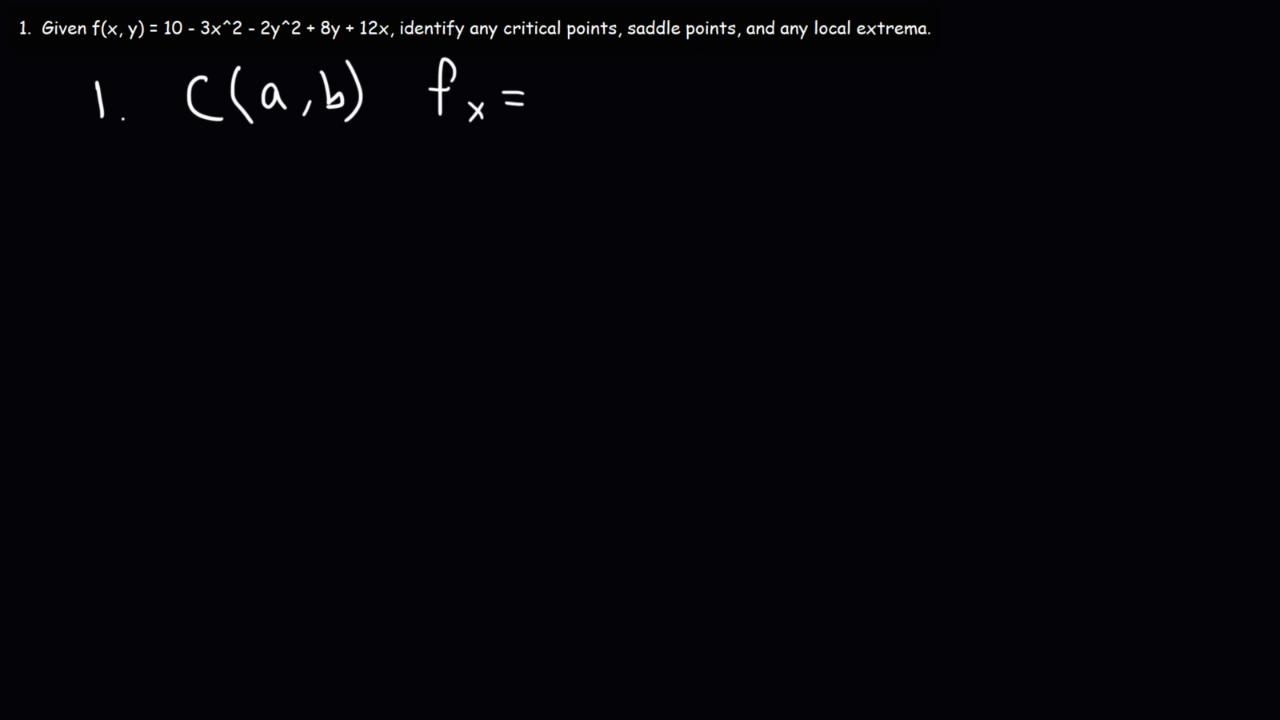 1. Given f(x, y) = 10 - 3x^2 - 2y^2 + 8y + 12x, identify any critical points, saddle points, and any local extrema.
1. C(a,b) fx =